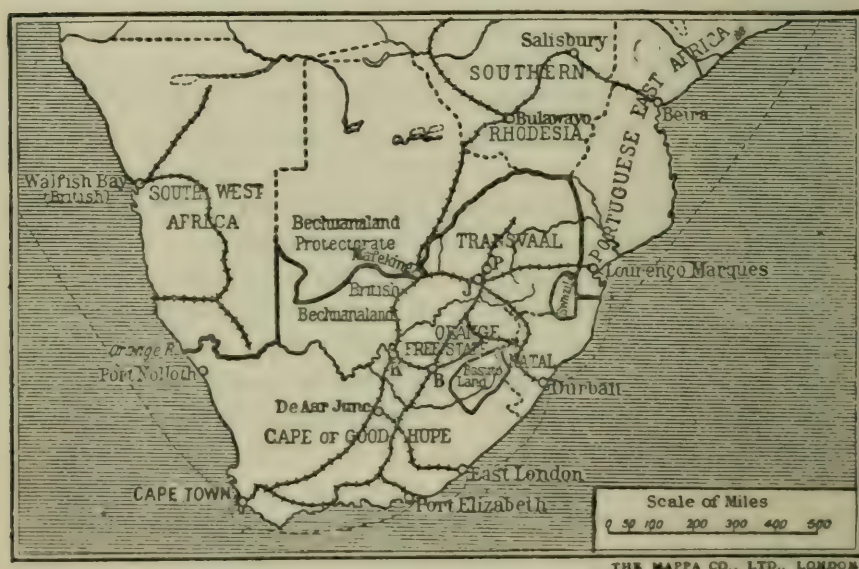 Salisbury
SOUTHERN
Bulawayo
RHODESIA
Beira
PORTUGUESE EAST AFRICA
Walfish Bay
(British)
SOUTH WEST
AFRICA
Bechuanaland
Protectorate
Mafeking
TRANSVAAL
P
J
Lourenço Marques
British
Bechuanaland
Swazild
ORANGE
FREE STATE
Orange R.
Port Nolloth
K
B
Basuto
Land
NATAL
Durban
De Aar Junc
CAPE OF GOOD HOPE
East London
CAPE TOWN
Port Elizabeth
Scale of Miles
0 50 100 200 300 400 500
THE MAPPA CO., LTD., LONDON